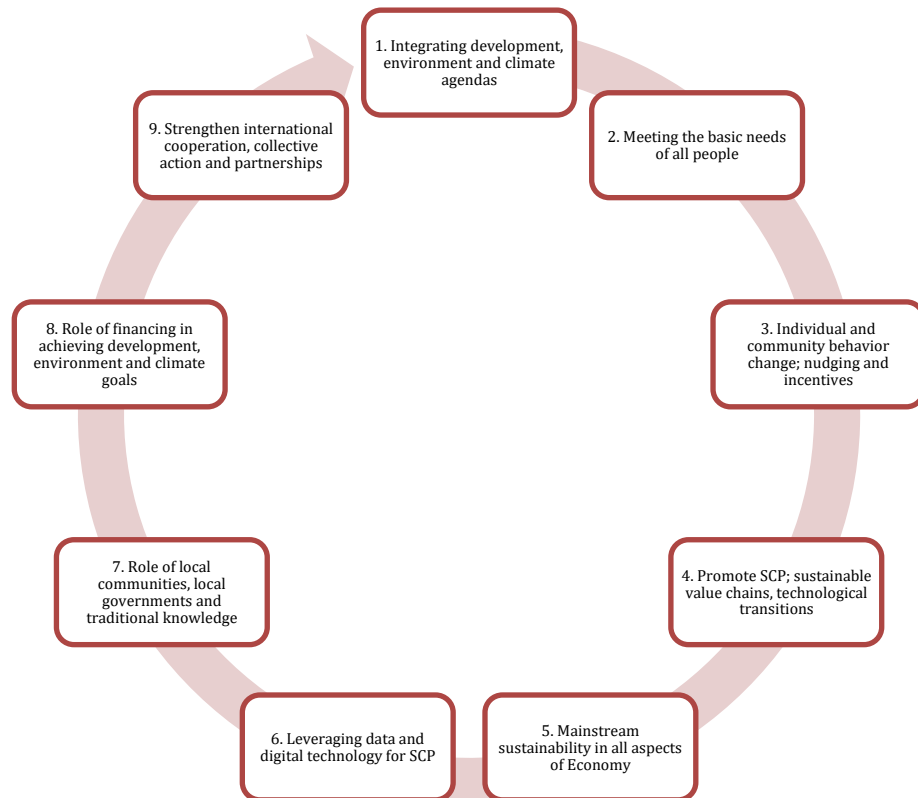 1. Integrating development,
environment and climate
agendas
2. Meeting the basic needs
of all people
3. Individual and
community behavior
change; nudging and
incentives
4. Promote SCP; sustainable
value chains, technological
transitions
5. Mainstream
sustainability in all aspects
of Economy
6. Leveraging data and
digital technology for SCP
7. Role of local
communities, local
governments and
traditional knowledge
8. Role of financing in
achieving development,
environment and climate
goals
9. Strengthen international
cooperation, collective
action and partnerships